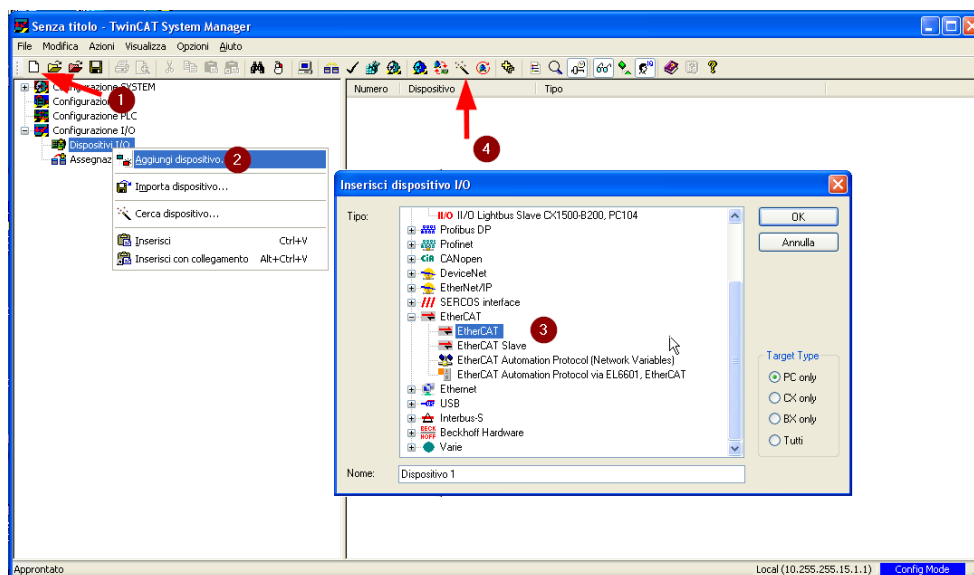 Senza titolo - TwinCAT System Manager
File Modifica Azioni Visualizza Opzioni Aiuto
Configurazione SYSTEM
1
Configurazione PLC
Configurazione I/O
Dispositivi I/O
Aggiungi dispositivo...
2
Importa dispositivo...
Cerca dispositivo...
Inserisci Ctrl+V
Inserisci con collegamento Alt+Ctrl+V
Numero Dispositivo Tipo
4
Inserisci dispositivo I/O
Tipo:
II/O II/O Lightbus Slave CX1500-B200, PC104
Profibus DP
Profinet
CANopen
DeviceNet
EtherNet/IP
SERCOS interface
EtherCAT
EtherCAT
3
EtherCAT Slave
EtherCAT Automation Protocol (Network Variables)
EtherCAT Automation Protocol via EL6601, EtherCAT
Ethernet
USB
Interbus-S
BECK HOFF Beckhoff Hardware
Varie
OK
Annulla
Target Type
PC only
CX only
BX only
Tutti
Nome: Dispositivo 1
Approntato
Local (10.255.255.15.1.1) Config Mode